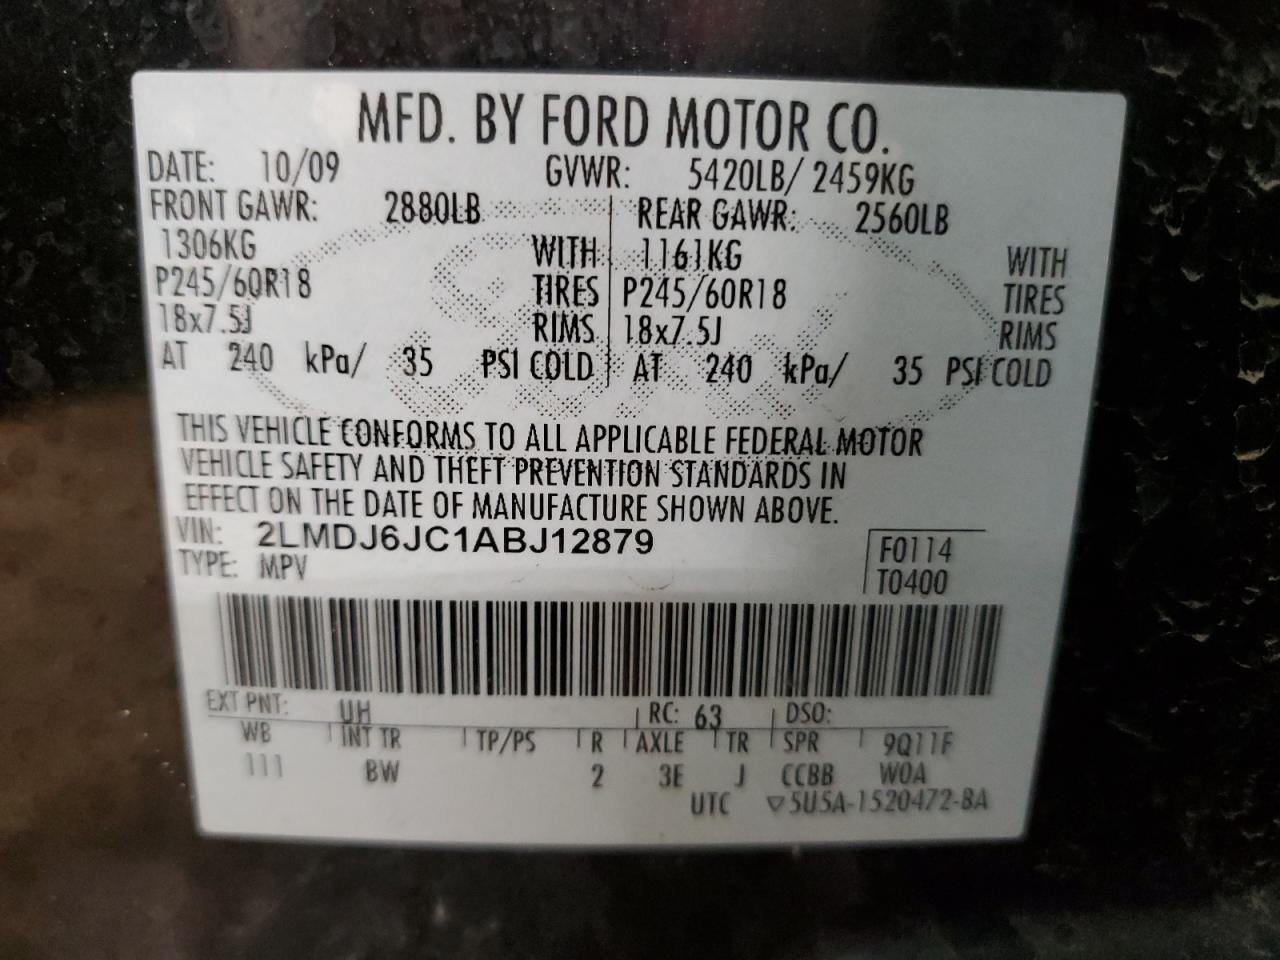 MFD. BY FORD MOTOR CO.
DATE: 10/09 GVWR: 5420LB/ 2459KG
FRONT GAWR: 2880LB REAR GAWR: 2560LB
1306KG WITH 1161KG WITH
P245/60R18 TIRES P245/60R18 TIRES
18x7.5J RIMS 18x7.5J RIMS
AT 240 kPa/ 35 PSI COLD AT 240 kPa/ 35 PSI COLD
THIS VEHICLE CONFORMS TO ALL APPLICABLE FEDERAL MOTOR
VEHICLE SAFETY AND THEFT PREVENTION STANDARDS IN
EFFECT ON THE DATE OF MANUFACTURE SHOWN ABOVE.
VIN: 2LMDJ6JC1ABJ12879
TYPE: MPV
F0114
T0400
EXT PNT: UH RC: 63 DSO:
WB INT TR TP/PS R AXLE TR SPR 9Q11F
111 BW 2 3E J CCBB W0A
UTC ▽5U5A-1520472-BA